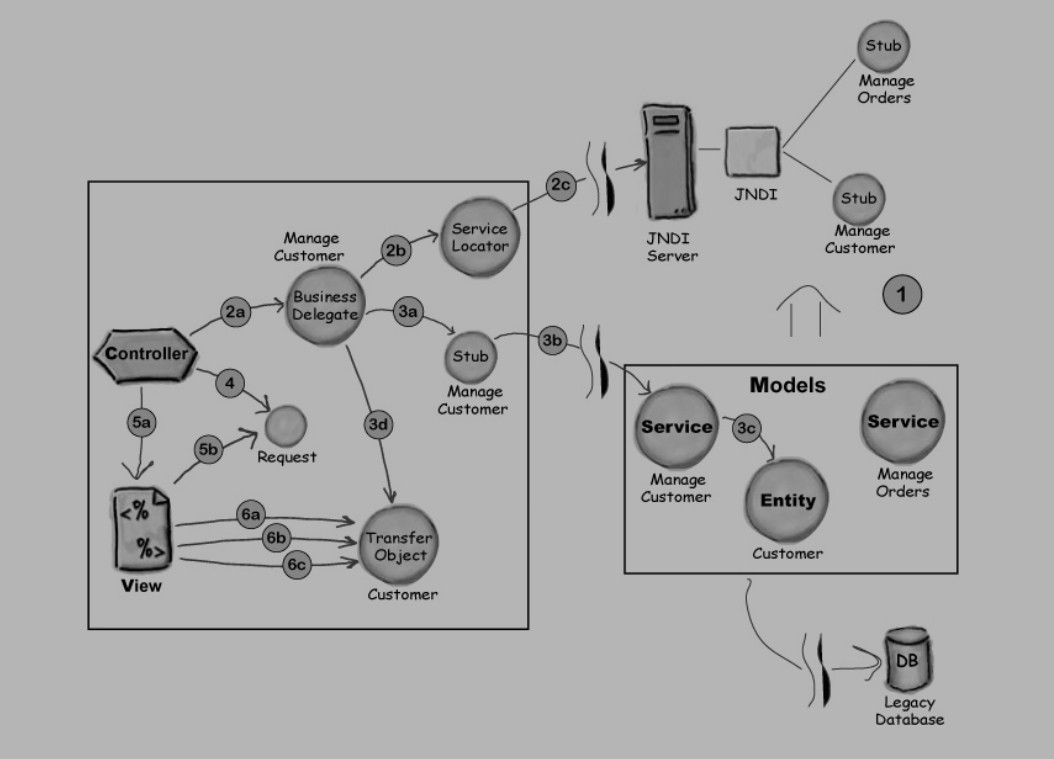 Stub
Manage
Orders
JNDI
Stub
Manage
Customer
JNDI
Server
1
2c
Service
Locator
2b
Manage
Customer
Business
Delegate
2a
3a
Stub
Manage
Customer
3b
Controller
4
Request
5a
5b
3d
<%
%>
View
6a
6b
6c
Transfer
Object
Customer
Models
Service
Manage
Customer
3c
Entity
Customer
Service
Manage
Orders
DB
Legacy
Database